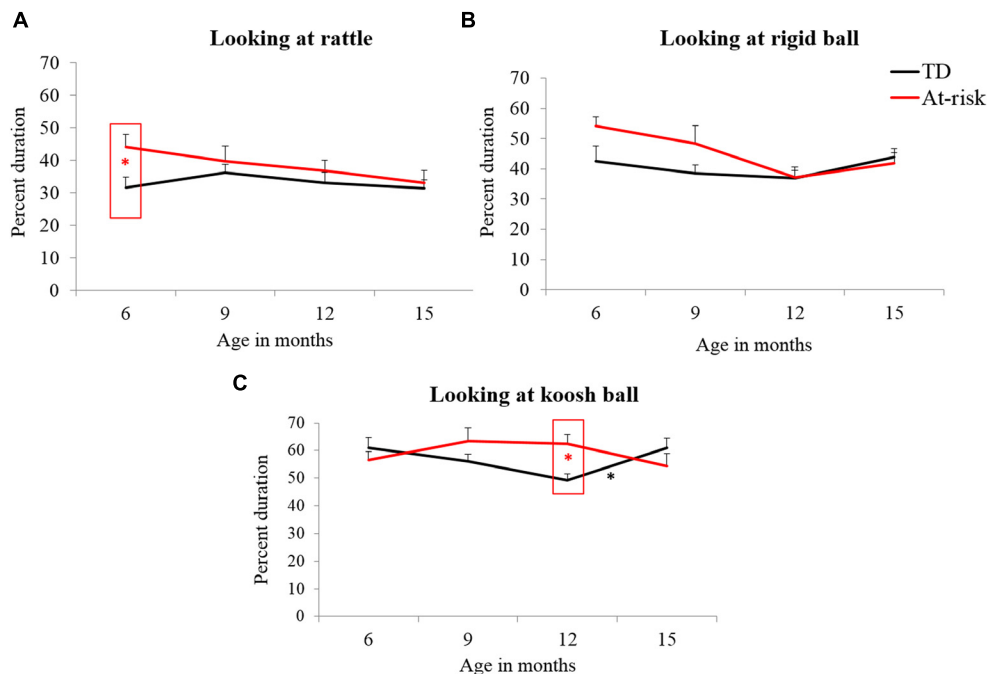 A
Looking at rattle
70
60
50
40
30
20
10
0
Percent duration
*
6 9 12 15
Age in months
B
Looking at rigid ball
TD
At-risk
70
60
50
40
30
20
10
0
Percent duration
6 9 12 15
Age in months
C
Looking at koosh ball
70
60
50
40
30
20
10
0
Percent duration
*
*
6 9 12 15
Age in months